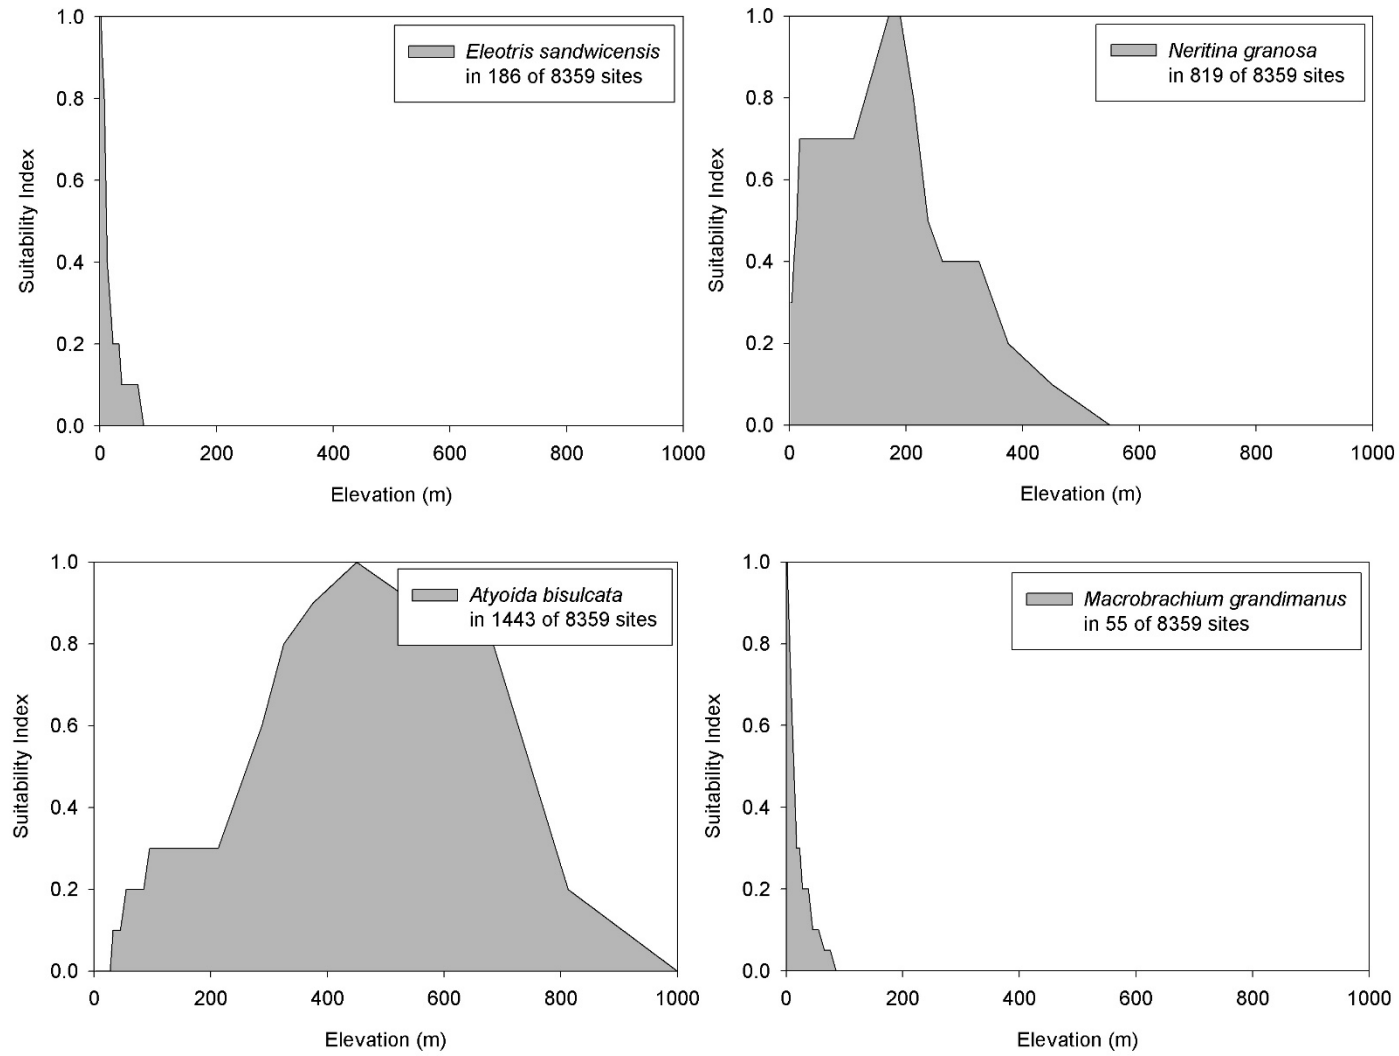 Eleotris sandwicensis
in 186 of 8359 sites
Suitability Index
1.0
0.8
0.6
0.4
0.2
0.0
0 200 400 600 800 1000
Elevation (m)
Neritina granosa
in 819 of 8359 sites
Suitability Index
1.0
0.8
0.6
0.4
0.2
0.0
0 200 400 600 800 1000
Elevation (m)
Atyoida bisulcata
in 1443 of 8359 sites
Suitability Index
1.0
0.8
0.6
0.4
0.2
0.0
0 200 400 600 800 1000
Elevation (m)
Macrobrachium grandimanus
in 55 of 8359 sites
Suitability Index
1.0
0.8
0.6
0.4
0.2
0.0
0 200 400 600 800 1000
Elevation (m)